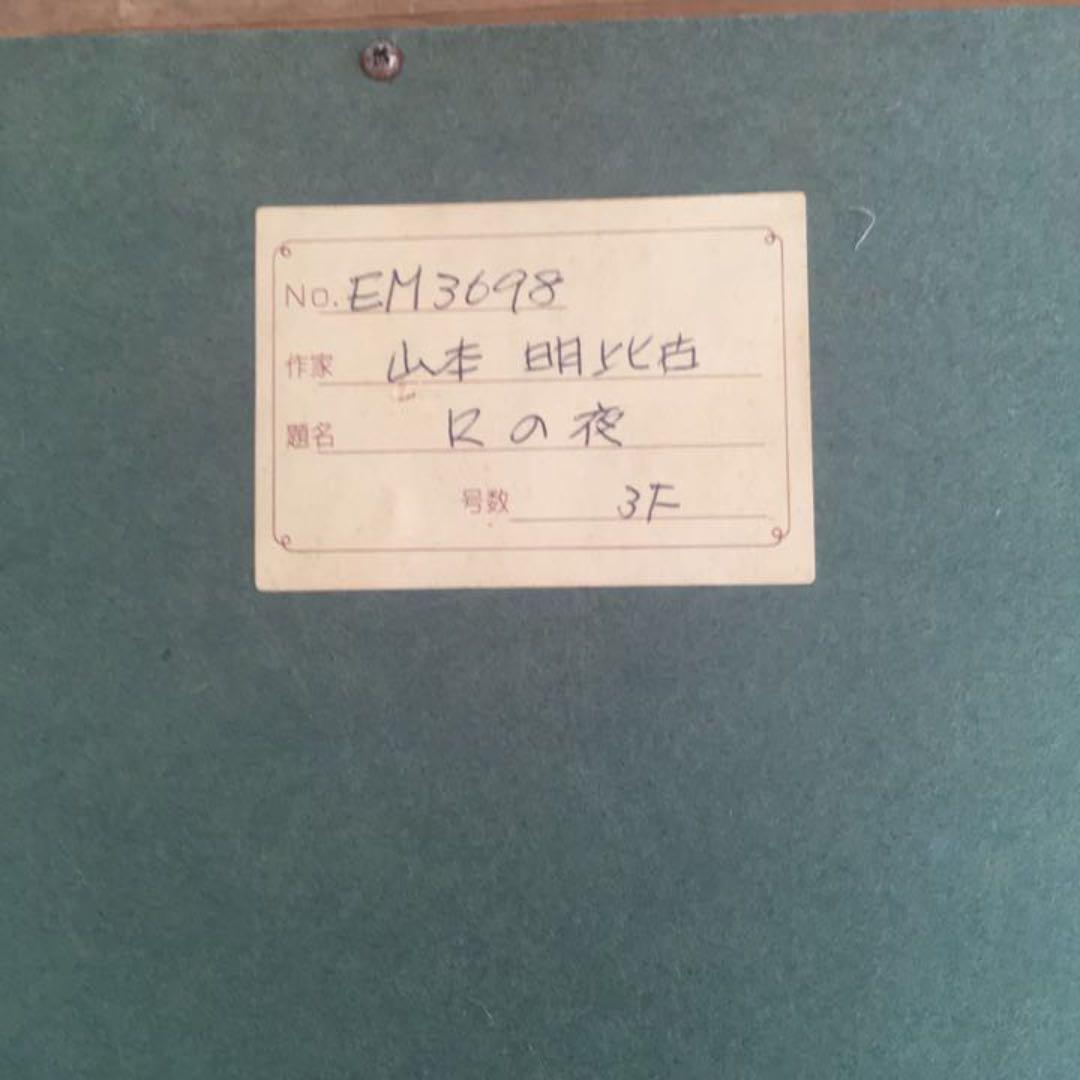 No. EM3698
作家 山本 明比古
題名 Rの夜
号数 3F